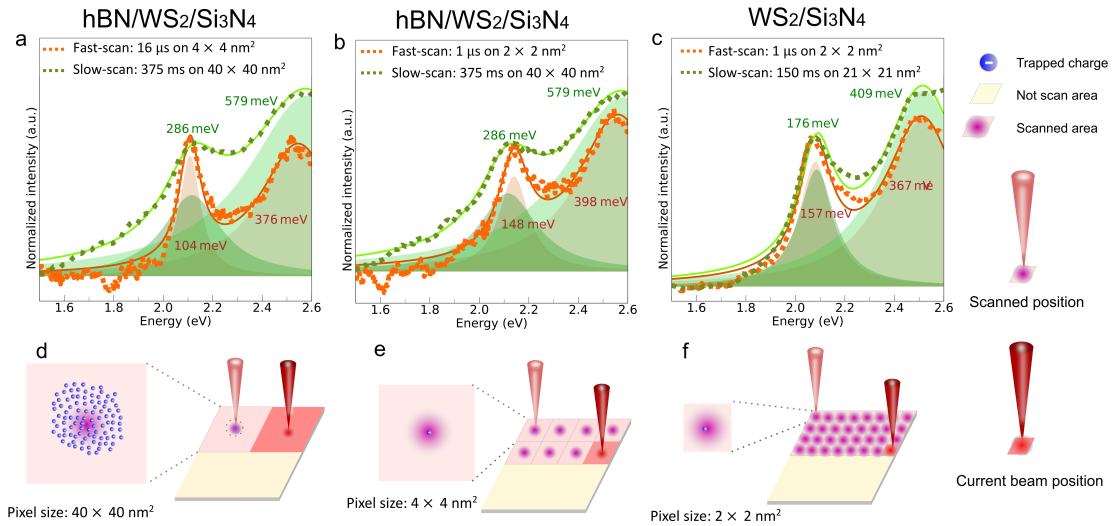 hBN/WS2/Si3N4
hBN/WS2/Si3N4
WS2/Si3N4
a
Fast-scan: 16 µs on 4 × 4 nm²
Slow-scan: 375 ms on 40 × 40 nm²
579 meV
286 meV
376 meV
104 meV
Normalized intensity (a.u.)
1.6 1.8 2.0 2.2 2.4 2.6
Energy (eV)
b
Fast-scan: 1 µs on 2 × 2 nm²
Slow-scan: 375 ms on 40 × 40 nm²
579 meV
286 meV
398 meV
148 meV
Normalized intensity (a.u.)
1.6 1.8 2.0 2.2 2.4 2.6
Energy (eV)
c
Fast-scan: 1 µs on 2 × 2 nm²
Slow-scan: 150 ms on 21 × 21 nm²
409 meV
176 meV
367 me
157 meV
Normalized intensity (a.u.)
1.6 1.8 2.0 2.2 2.4 2.6
Energy (eV)
Trapped charge
Not scan area
Scanned area
Scanned position
Current beam position
d
Pixel size: 40 × 40 nm²
e
Pixel size: 4 × 4 nm²
f
Pixel size: 2 × 2 nm²